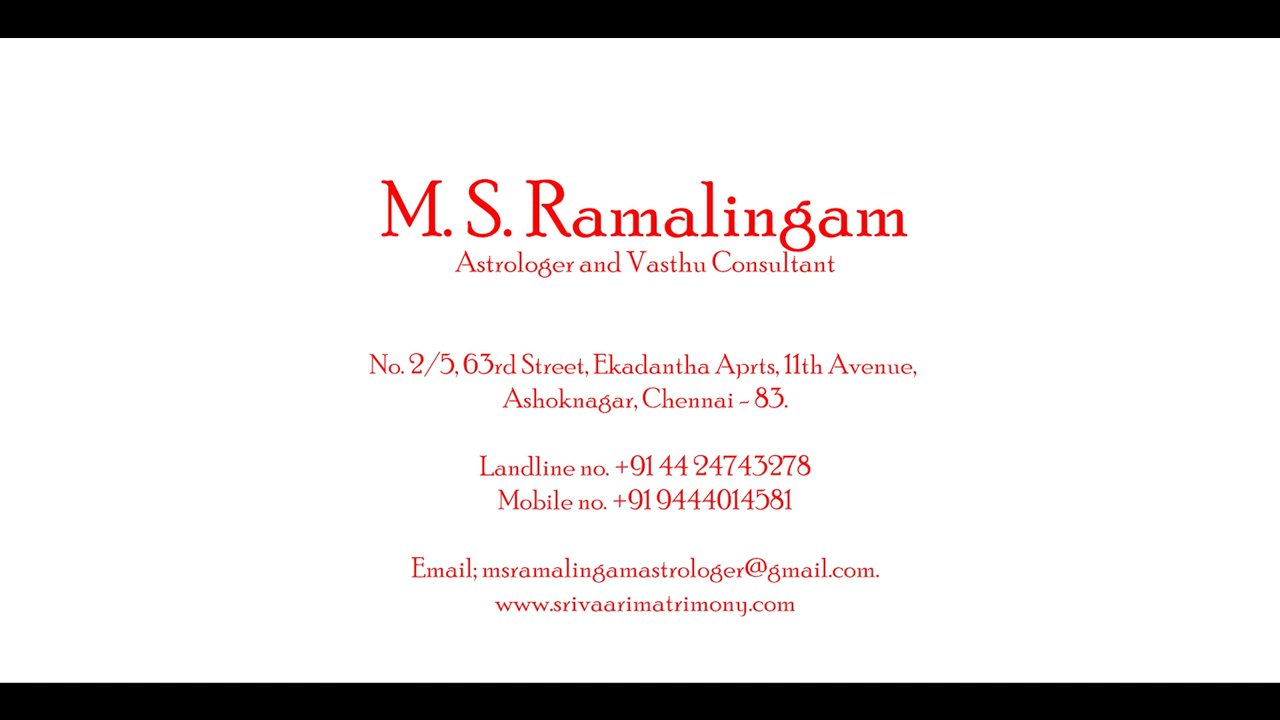 M. S. Ramalingam
Astrologer and Vasthu Consultant
No. 2/5, 63rd Street, Ekadantha Aprts, 11th Avenue,
Ashoknagar, Chennai - 83.
Landline no. +91 44 24743278
Mobile no. +91 9444014581
Email; msramalingamastrologer@gmail.com.
www.srivaarimatrimony.com